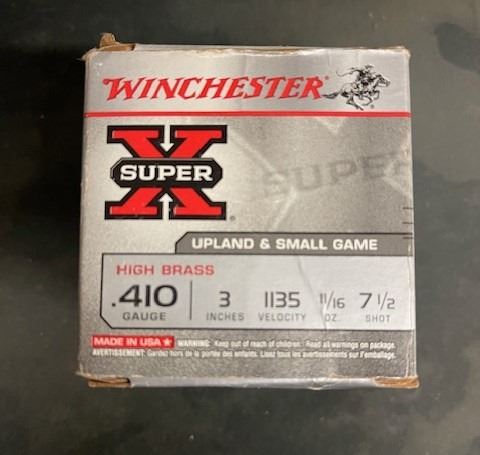 WINCHESTER
SUPER X
SUPER
UPLAND & SMALL GAME
HIGH BRASS
.410 3 1135 11/16 7 1/2
GAUGE INCHES VELOCITY OZ. SHOT
MADE IN USA WARNING: Keep out of reach of children. Read all warnings on package.
AVERTISSEMENT: Gardez hors de la portée des enfants. Lisez tous les avertissements sur l'emballage.